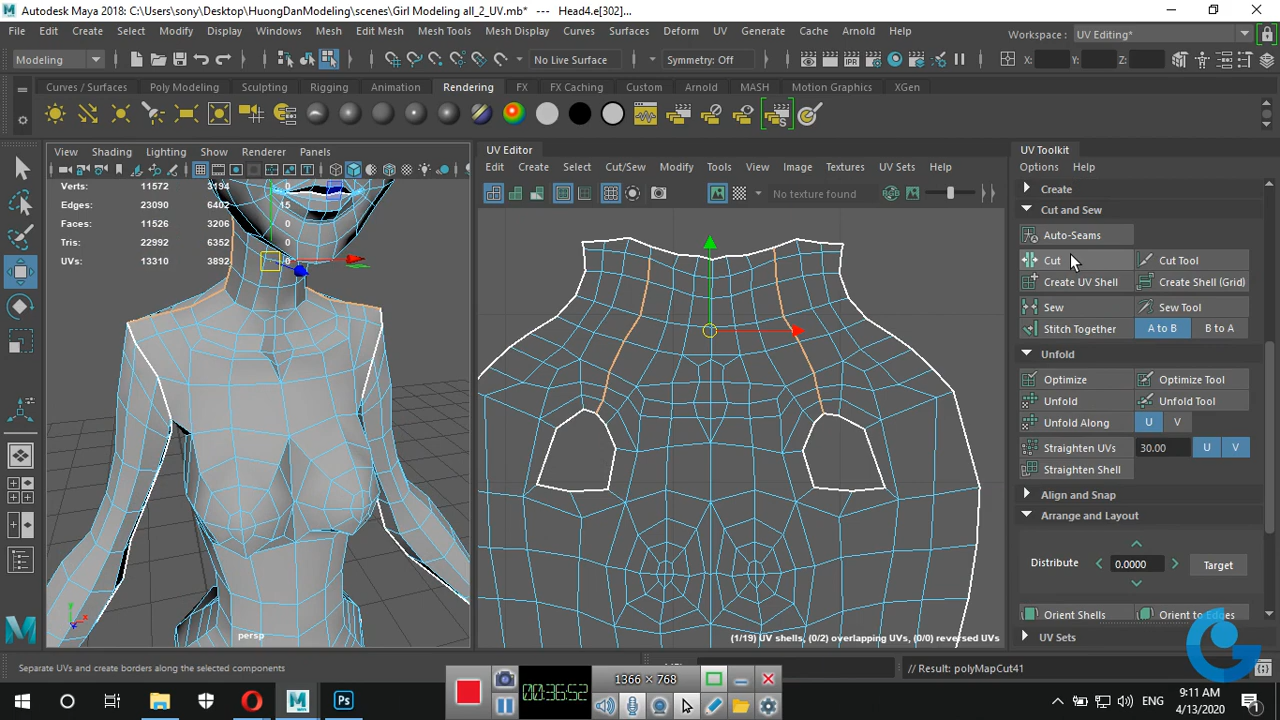 Autodesk Maya 2018: C:\Users\sony\Desktop\HuongDanModeling\scenes\Girl Modeling all_2_UV.mb* --- Head4.e[302]...
File Edit Create Select Modify Display Windows Mesh Edit Mesh Mesh Tools Mesh Display Curves Surfaces Deform UV Generate Cache Arnold Help
Workspace : UV Editing*
Modeling
No Live Surface
Symmetry: Off
X: Y: Z:
Curves / Surfaces Poly Modeling Sculpting Rigging Animation Rendering FX FX Caching Custom Arnold MASH Motion Graphics XGen
View Shading Lighting Show Renderer Panels
Verts: 11572 3194 0
Edges: 23090 6402 15
Faces: 11526 3206 0
Tris: 22992 6352 0
UVs: 13310 3892 0
persp
UV Editor
Edit Create Select Cut/Sew Modify Tools View Image Textures UV Sets Help
No texture found
(1/19) UV shells, (0/2) overlapping UVs, (0/0) reversed UVs
UV Toolkit
Options Help
Create
Cut and Sew
Auto-Seams
Cut Cut Tool
Create UV Shell Create Shell (Grid)
Sew Sew Tool
Stitch Together A to B B to A
Unfold
Optimize Optimize Tool
Unfold Unfold Tool
Unfold Along U V
Straighten UVs 30.00 U V
Straighten Shell
Align and Snap
Arrange and Layout
Distribute 0.0000 Target
Orient Shells Orient to Edges
UV Sets
Separate UVs and create borders along the selected components
// Result: polyMapCut41
00:36:52
1366 × 768
ENG
9:11 AM
4/13/2020